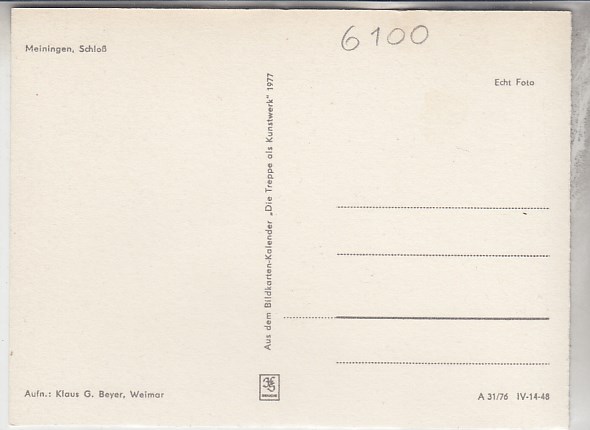 Meiningen, Schloß
6100
Echt Foto
Aus dem Bildkarten-Kalender „Die Treppe als Kunstwerk" 1977
Aufn.: Klaus G. Beyer, Weimar
A 31/76 IV-14-48